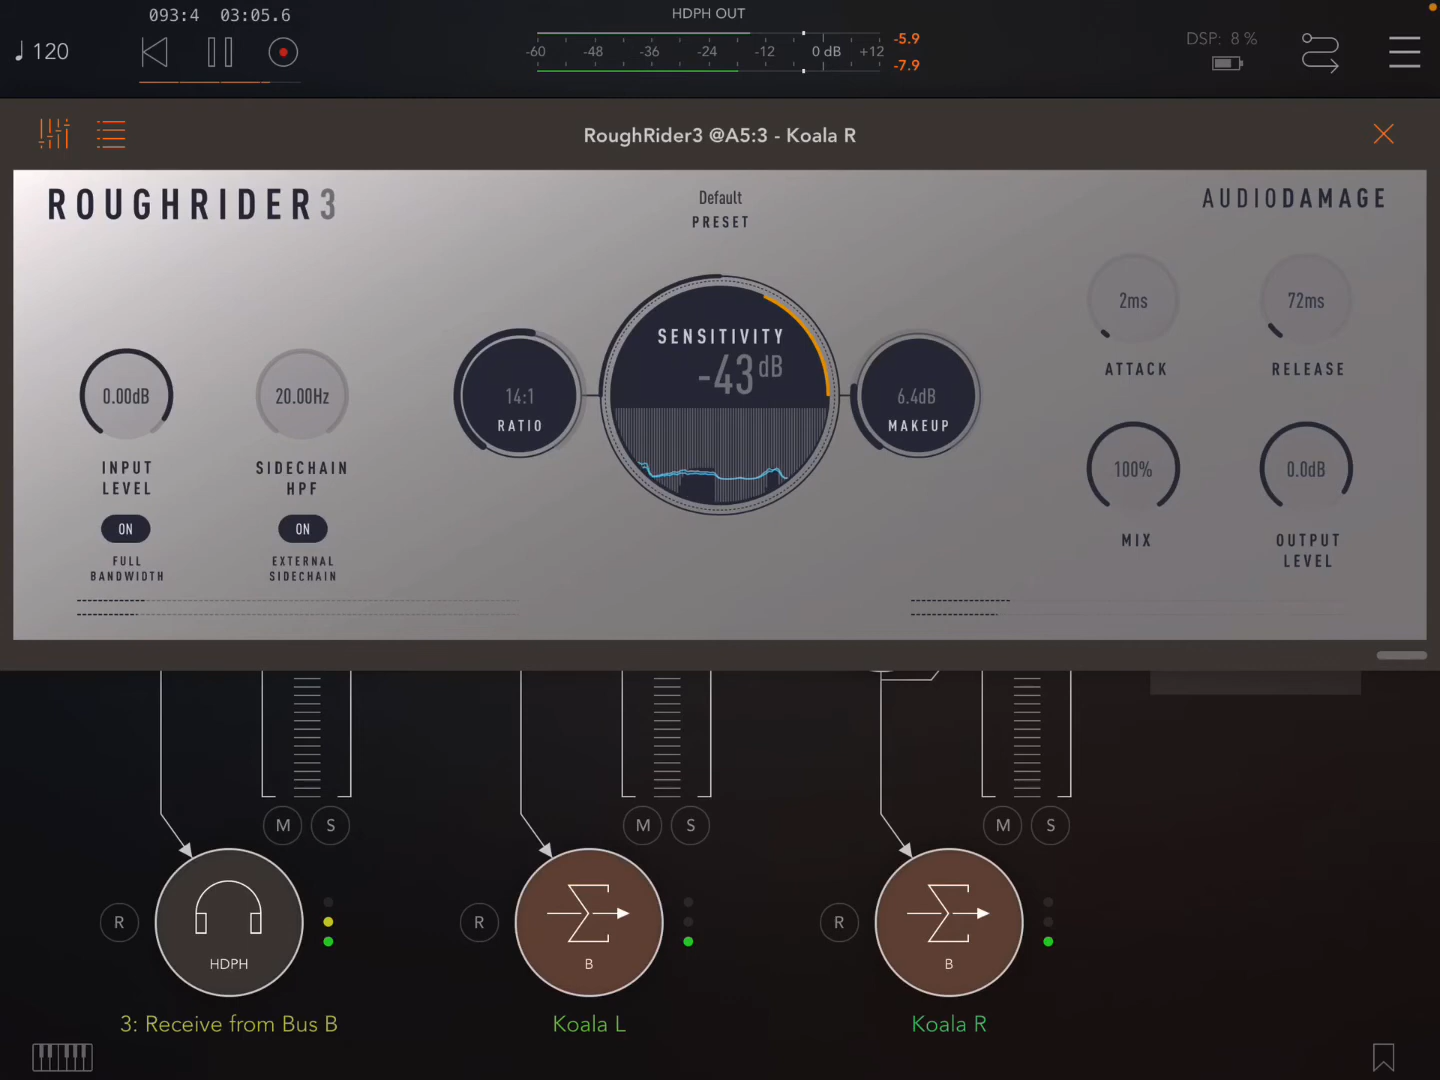 093:4 03:05.6
HDPH OUT
♩ 120
-60 -48 -36 -24 -12 0 dB +12
-5.9
-7.9
DSP: 8 %
RoughRider3 @A5:3 - Koala R
ROUGHRIDER3
Default
PRESET
AUDIODAMAGE
SENSITIVITY
-43 dB
14:1
RATIO
6.4dB
MAKEUP
2ms
ATTACK
72ms
RELEASE
0.00dB
INPUT
LEVEL
20.00Hz
SIDECHAIN
HPF
ON
FULL
BANDWIDTH
ON
EXTERNAL
SIDECHAIN
100%
MIX
0.0dB
OUTPUT
LEVEL
M S
M S
M S
R
HDPH
R
B
R
B
3: Receive from Bus B
Koala L
Koala R